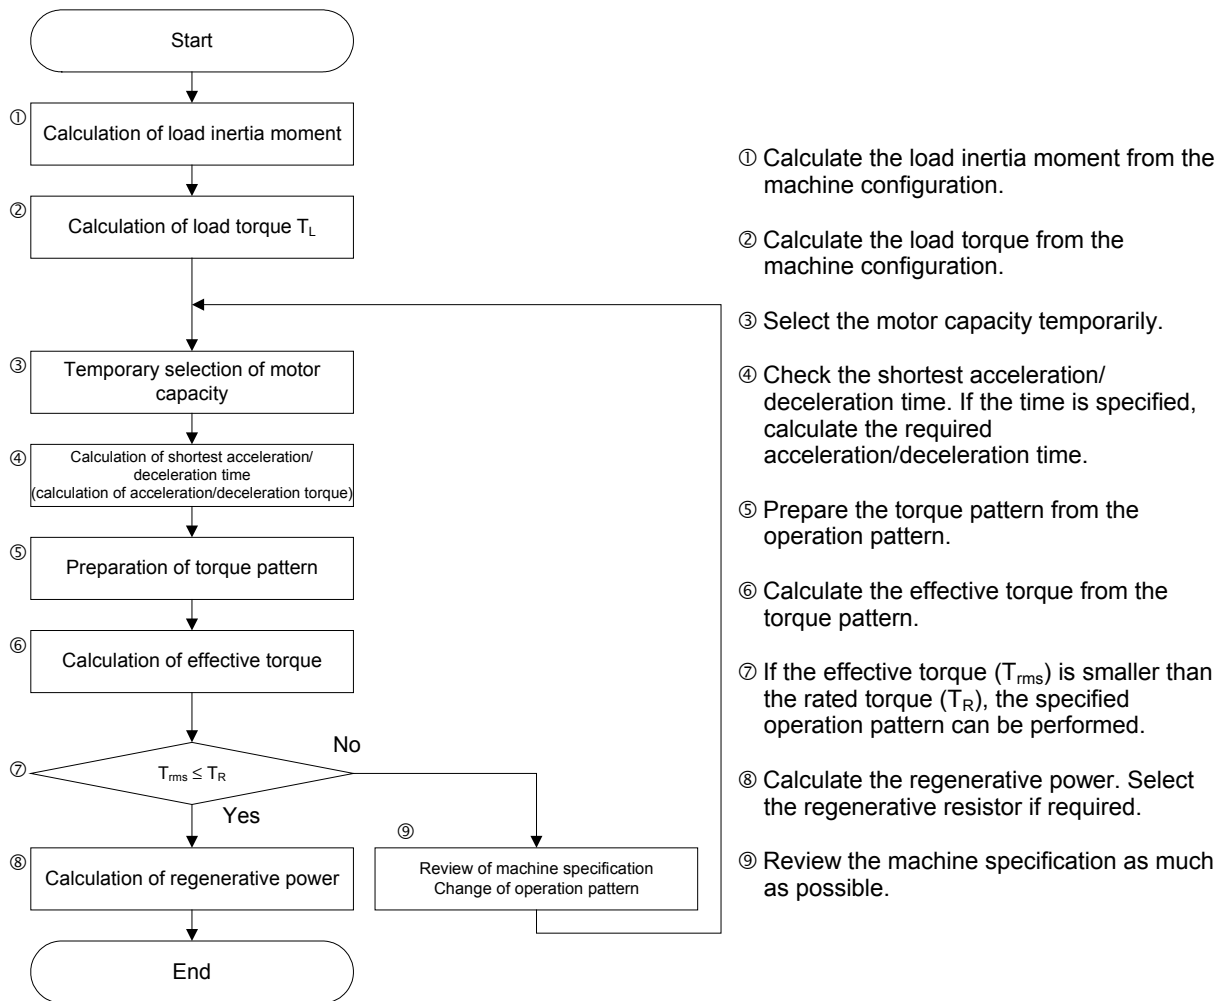 Start
①
Calculation of load inertia moment
②
Calculation of load torque TL
③
Temporary selection of motor
capacity
④
Calculation of shortest acceleration/
deceleration time
(calculation of acceleration/deceleration torque)
⑤
Preparation of torque pattern
⑥
Calculation of effective torque
⑦
Trms ≤ TR
No
Yes
⑧
Calculation of regenerative power
⑨
Review of machine specification
Change of operation pattern
End
① Calculate the load inertia moment from the
machine configuration.
② Calculate the load torque from the
machine configuration.
③ Select the motor capacity temporarily.
④ Check the shortest acceleration/
deceleration time. If the time is specified,
calculate the required
acceleration/deceleration time.
⑤ Prepare the torque pattern from the
operation pattern.
⑥ Calculate the effective torque from the
torque pattern.
⑦ If the effective torque (Trms) is smaller than
the rated torque (TR), the specified
operation pattern can be performed.
⑧ Calculate the regenerative power. Select
the regenerative resistor if required.
⑨ Review the machine specification as much
as possible.